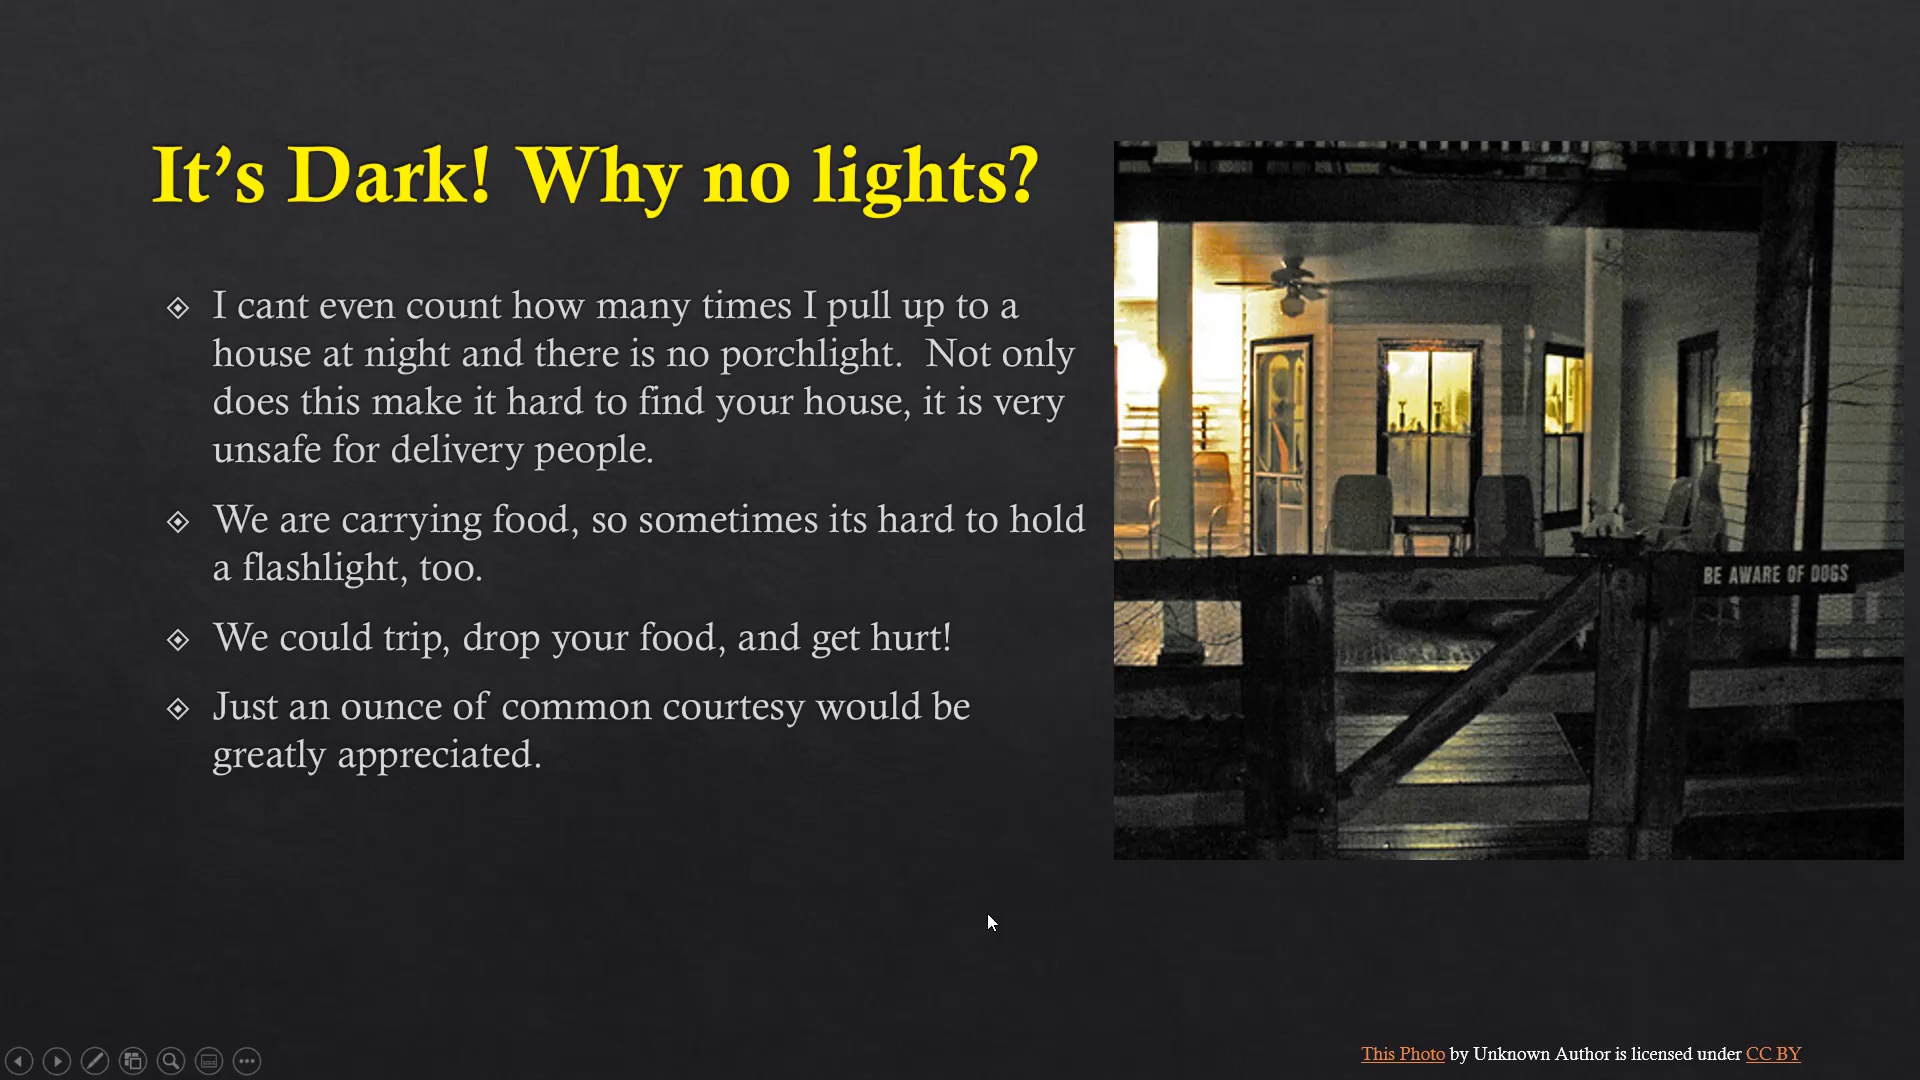 It’s Dark! Why no lights?
I cant even count how many times I pull up to a
house at night and there is no porchlight.  Not only
does this make it hard to find your house, it is very
unsafe for delivery people.
We are carrying food, so sometimes its hard to hold
a flashlight, too.
We could trip, drop your food, and get hurt!
Just an ounce of common courtesy would be
greatly appreciated.
BE AWARE OF DOGS
This Photo by Unknown Author is licensed under CC BY